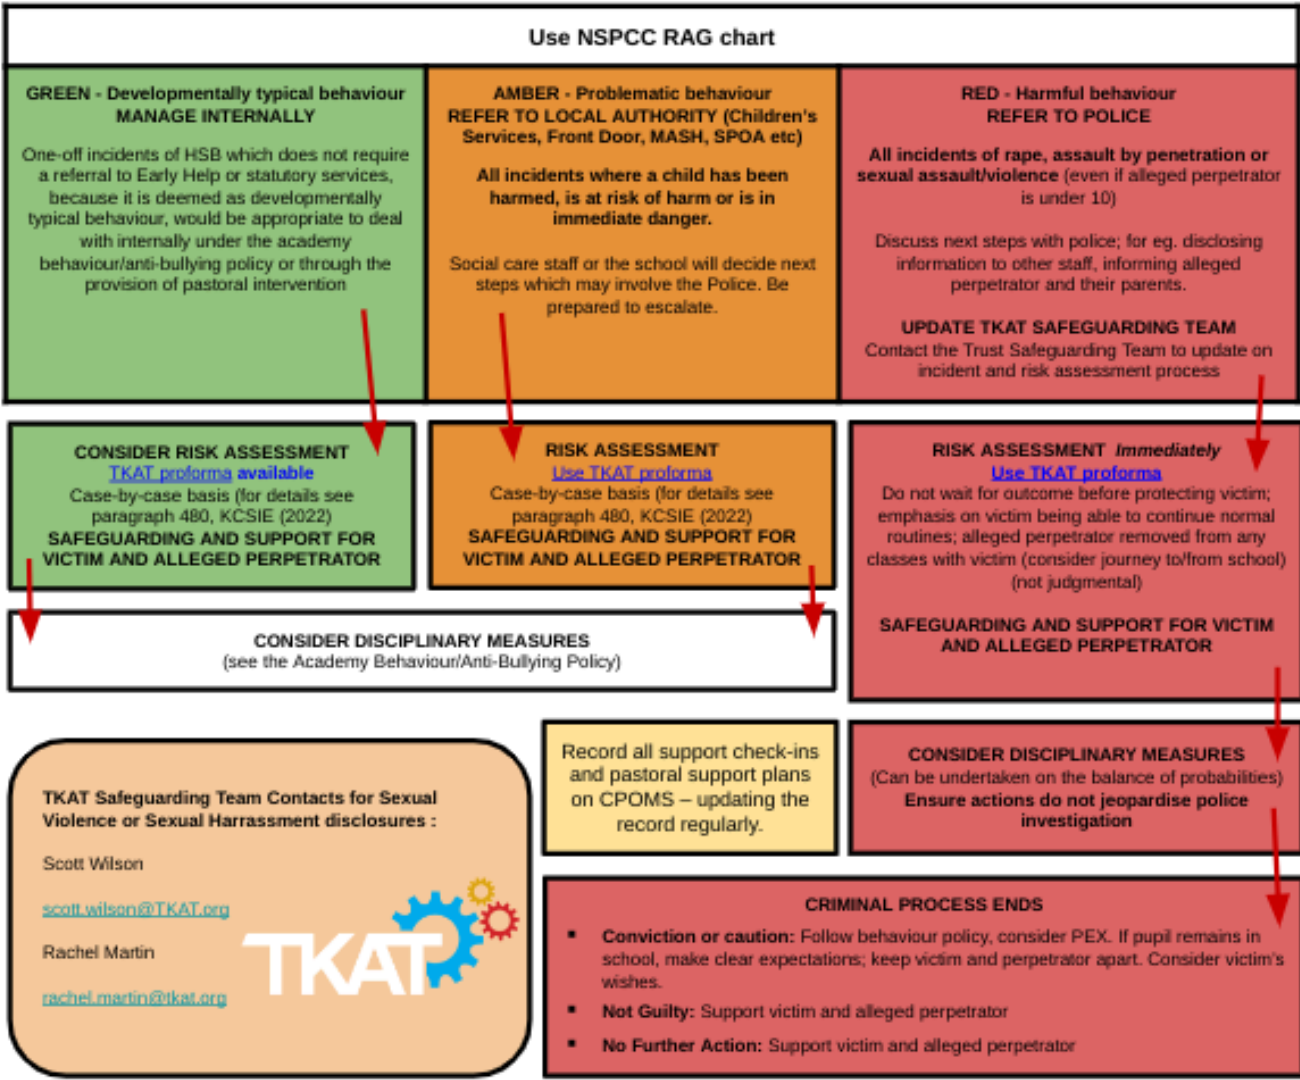 Use NSPCC RAG chart
GREEN - Developmentally typical behaviour
MANAGE INTERNALLY
One-off incidents of HSB which does not require
a referral to Early Help or statutory services,
because it is deemed as developmentally
typical behaviour, would be appropriate to deal
with internally under the academy
behaviour/anti-bullying policy or through the
provision of pastoral intervention
AMBER - Problematic behaviour
REFER TO LOCAL AUTHORITY (Children's
Services, Front Door, MASH, SPOA etc)
All incidents where a child has been
harmed, is at risk of harm or is in
immediate danger.
Social care staff or the school will decide next
steps which may involve the Police. Be
prepared to escalate.
RED - Harmful behaviour
REFER TO POLICE
All incidents of rape, assault by penetration or
sexual assault/violence (even if alleged perpetrator
is under 10)
Discuss next steps with police; for eg. disclosing
information to other staff, informing alleged
perpetrator and their parents.
UPDATE TKAT SAFEGUARDING TEAM
Contact the Trust Safeguarding Team to update on
incident and risk assessment process
CONSIDER RISK ASSESSMENT
TKAT proforma available
Case-by-case basis (for details see
paragraph 480, KCSIE (2022)
SAFEGUARDING AND SUPPORT FOR
VICTIM AND ALLEGED PERPETRATOR
RISK ASSESSMENT
Use TKAT proforma
Case-by-case basis (for details see
paragraph 480, KCSIE (2022)
SAFEGUARDING AND SUPPORT FOR
VICTIM AND ALLEGED PERPETRATOR
RISK ASSESSMENT Immediately
Use TKAT proforma
Do not wait for outcome before protecting victim;
emphasis on victim being able to continue normal
routines; alleged perpetrator removed from any
classes with victim (consider journey to/from school)
(not judgmental)
SAFEGUARDING AND SUPPORT FOR VICTIM
AND ALLEGED PERPETRATOR
CONSIDER DISCIPLINARY MEASURES
(see the Academy Behaviour/Anti-Bullying Policy)
TKAT Safeguarding Team Contacts for Sexual
Violence or Sexual Harrassment disclosures :
Scott Wilson
scott.wilson@TKAT.org
Rachel Martin
rachel.martin@tkat.org
TKAT
Record all support check-ins
and pastoral support plans
on CPOMS – updating the
record regularly.
CONSIDER DISCIPLINARY MEASURES
(Can be undertaken on the balance of probabilities)
Ensure actions do not jeopardise police
investigation
CRIMINAL PROCESS ENDS
▪ Conviction or caution: Follow behaviour policy, consider PEX. If pupil remains in
school, make clear expectations; keep victim and perpetrator apart. Consider victim's
wishes.
▪ Not Guilty: Support victim and alleged perpetrator
▪ No Further Action: Support victim and alleged perpetrator